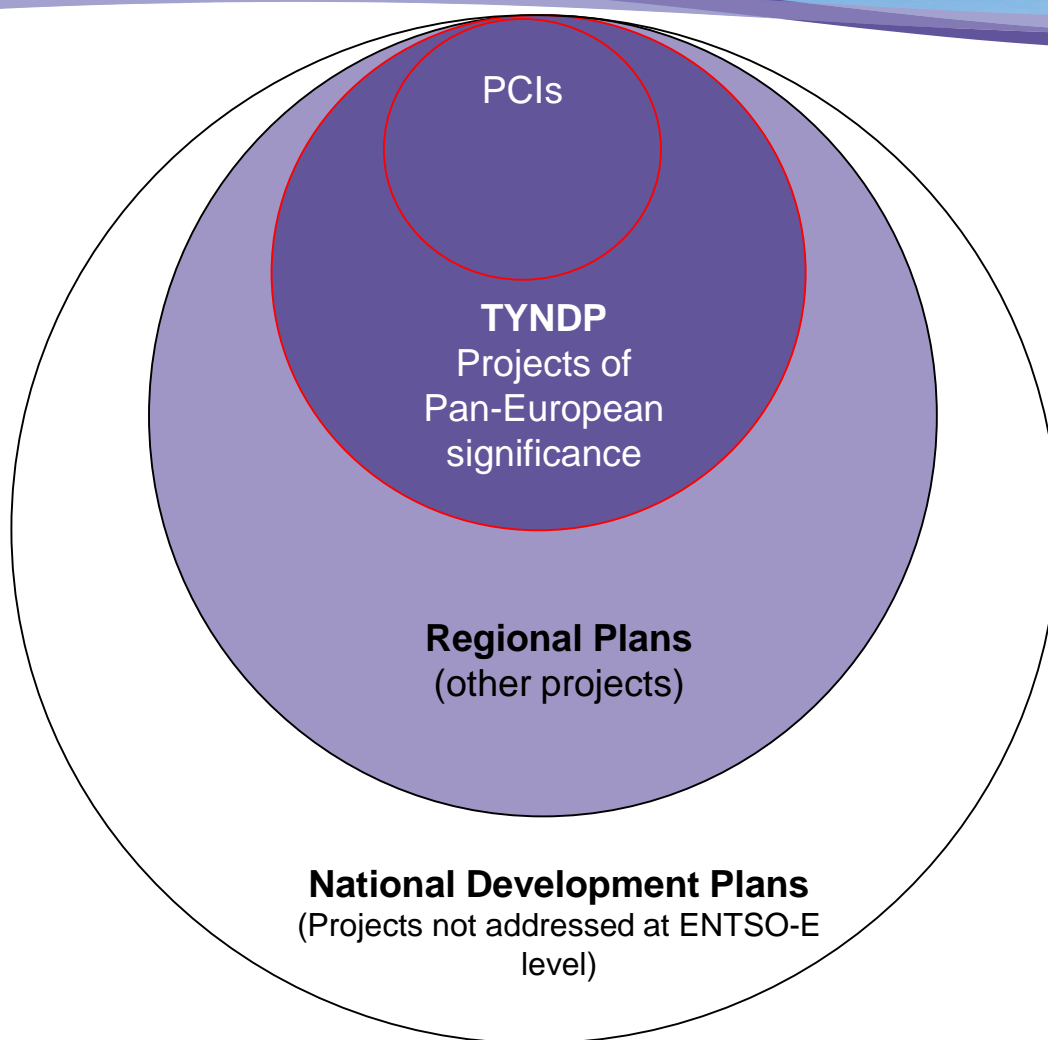 PCIs
TYNDP
Projects of
Pan-European
significance
Regional Plans
(other projects)
National Development Plans
(Projects not addressed at ENTSO-E
level)